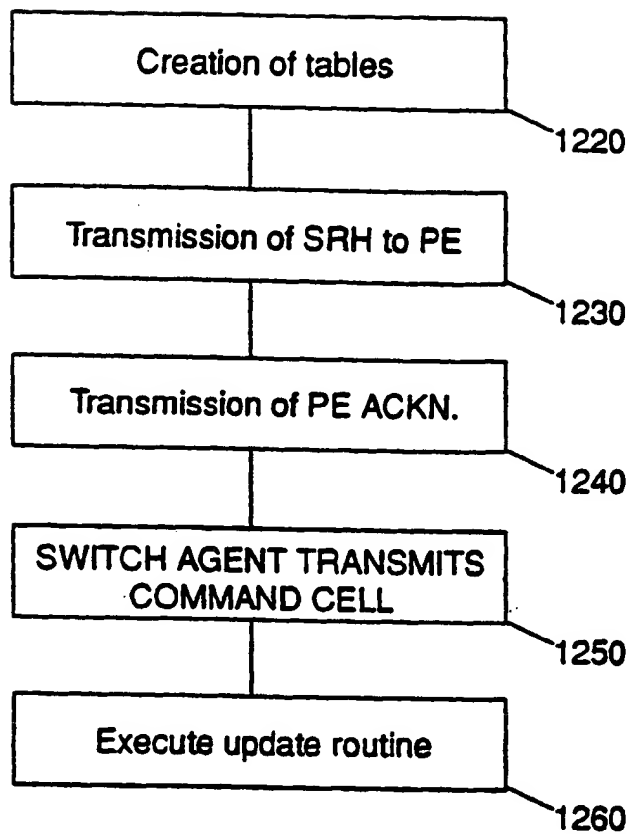 Creation of tables
1220
Transmission of SRH to PE
1230
Transmission of PE ACKN.
1240
SWITCH AGENT TRANSMITS
COMMAND CELL
1250
Execute update routine
1260